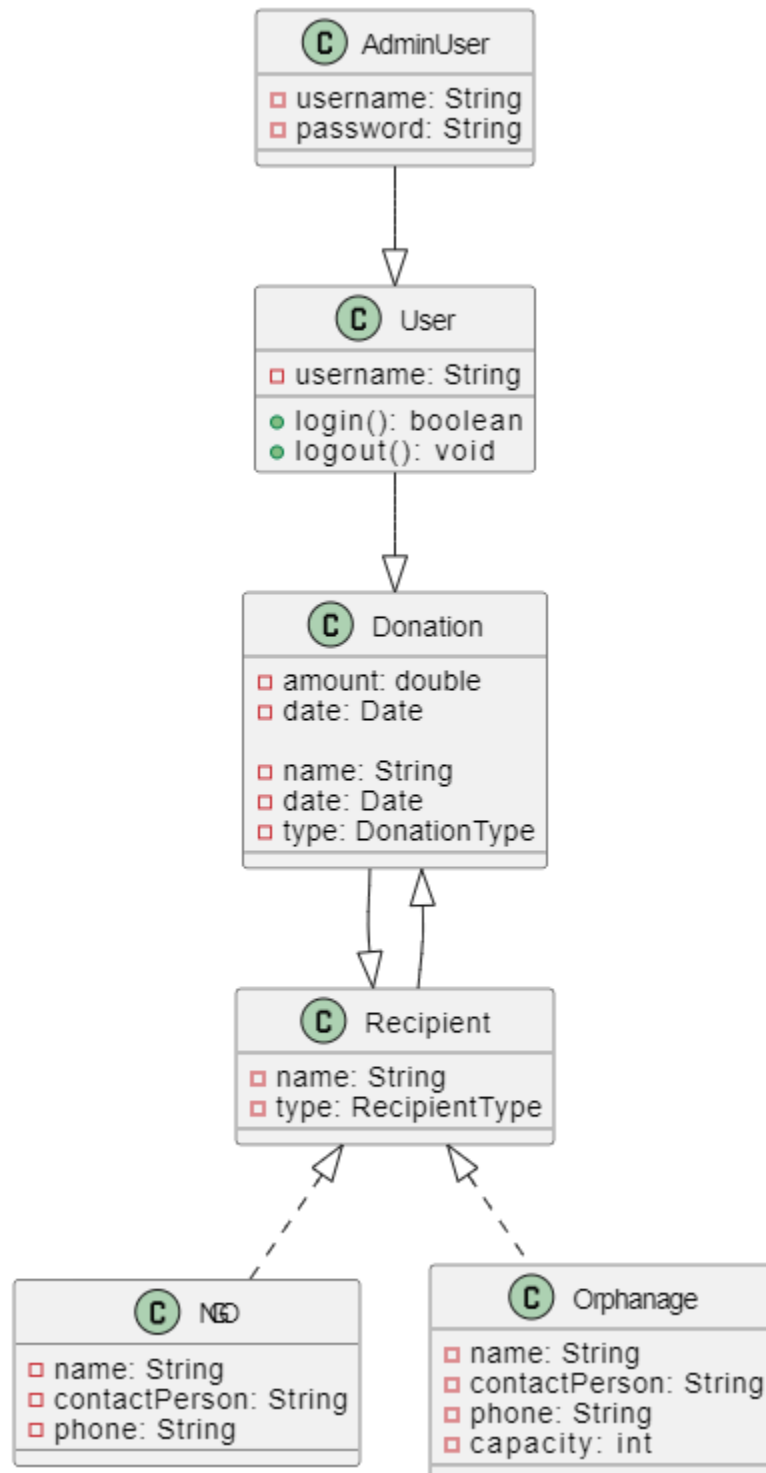 C AdminUser
username: String
password: String
C User
username: String
login(): boolean
logout(): void
C Donation
amount: double
date: Date
name: String
date: Date
type: DonationType
C Recipient
name: String
type: RecipientType
C NGO
name: String
contactPerson: String
phone: String
C Orphanage
name: String
contactPerson: String
phone: String
capacity: int